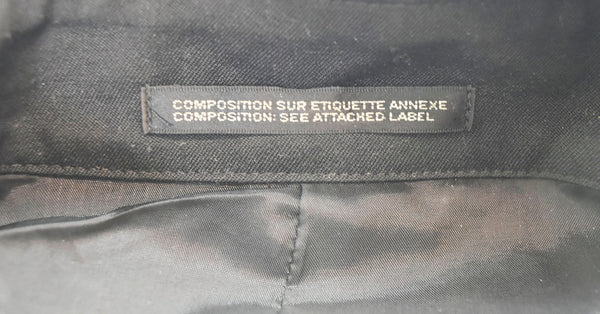 COMPOSITION SUR ETIQUETTE ANNEXE
COMPOSITION: SEE ATTACHED LABEL